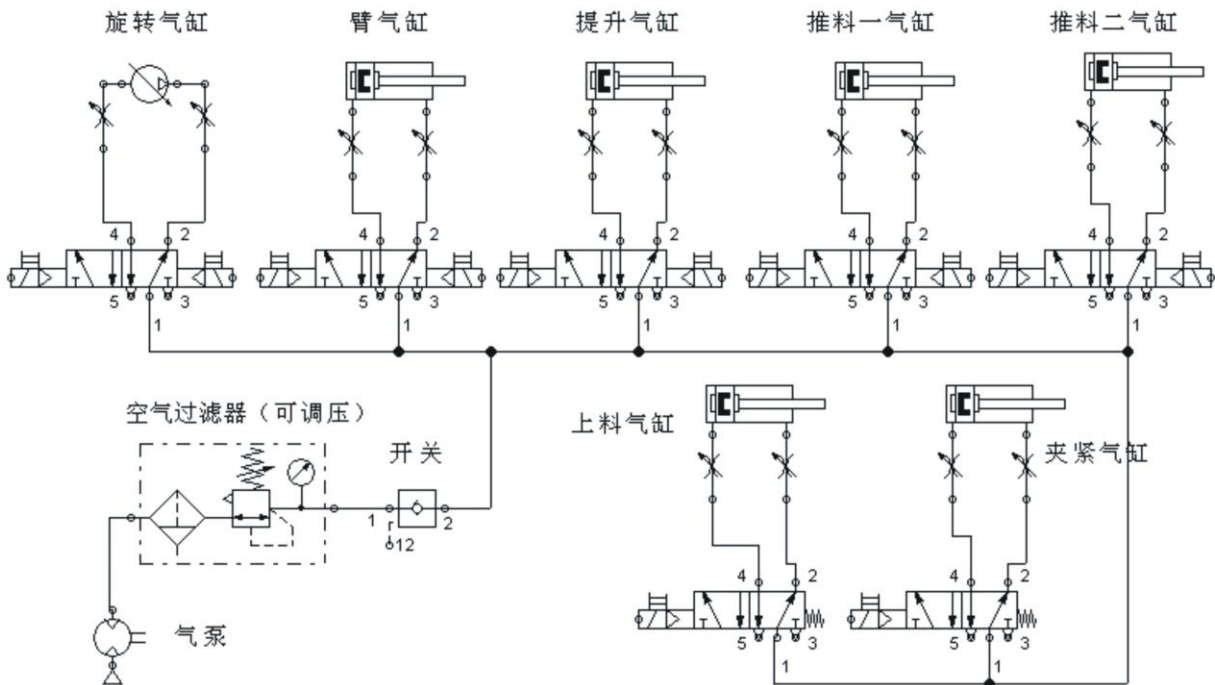 旋转气缸 臂气缸 提升气缸 推料一气缸 推料二气缸
4 2 4 2 4 2 4 2 4 2
5 3 5 3 5 3 5 3 5 3
1 1 1 1 1
空气过滤器（可调压）
开关
上料气缸
夹紧气缸
1 2
12
4 2 4 2
气泵
5 3 5 3
1 1